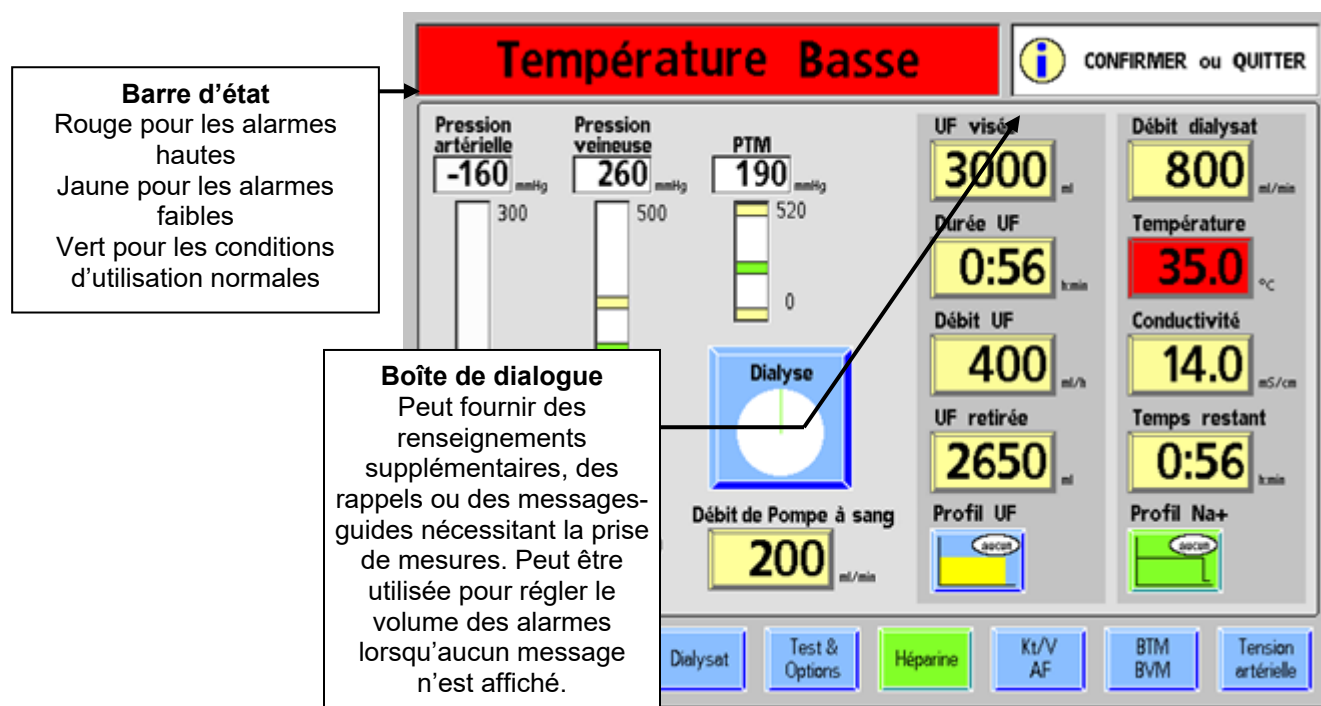 Température Basse
CONFIRMER ou QUITTER
Barre d'état
Rouge pour les alarmes
hautes
Jaune pour les alarmes
faibles
Vert pour les conditions
d'utilisation normales
Pression
artérielle
-160 mmHg
300
Pression
veineuse
260 mmHg
500
PTM
190 mmHg
520
0
UF visée
3000 ml
Durée UF
0:56 h:min
Débit UF
400 ml/h
UF retirée
2650 ml
Profil UF
aucun
Débit dialysat
800 ml/min
Température
35.0 °C
Conductivité
14.0 mS/cm
Temps restant
0:56 h:min
Profil Na+
aucun
Boîte de dialogue
Peut fournir des
renseignements
supplémentaires, des
rappels ou des messages-
guides nécessitant la prise
de mesures. Peut être
utilisée pour régler le
volume des alarmes
lorsqu'aucun message
n'est affiché.
Dialyse
Débit de Pompe à sang
200 ml/min
Dialysat
Test &
Options
Héparine
Kt/V
AF
BTM
BVM
Tension
artérielle